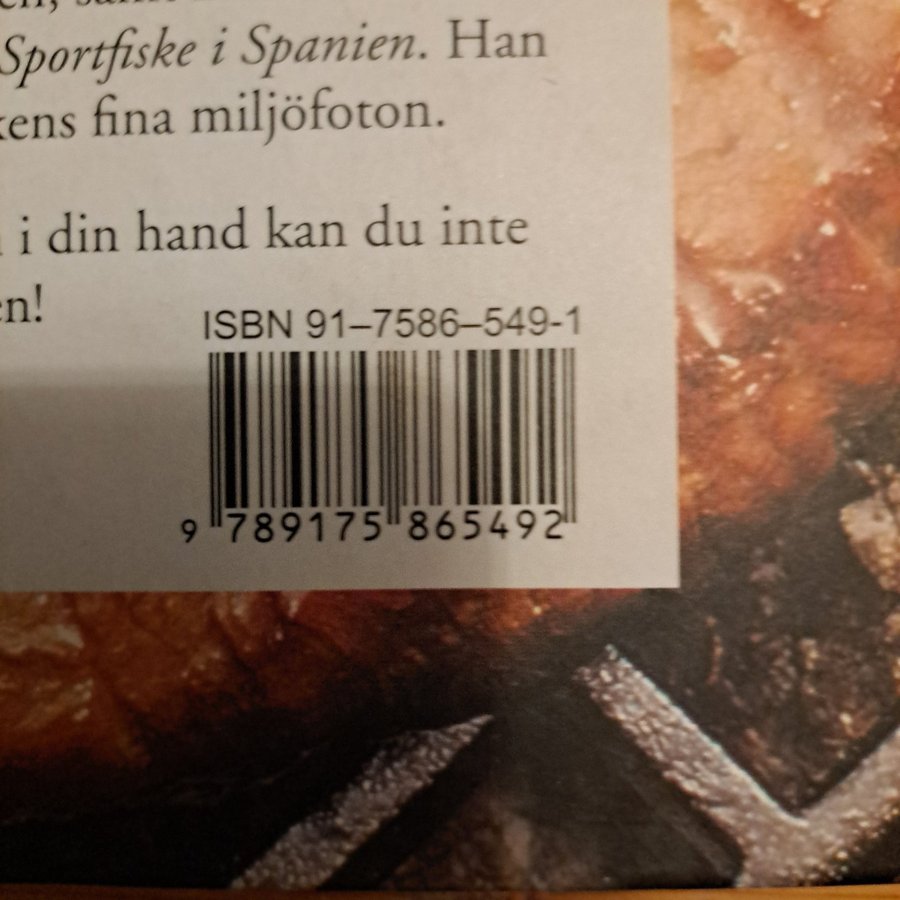 Sportfiske i Spanien. Han
kens fina miljöfoton.
i din hand kan du inte
en!
ISBN 91–7586–549-1
9 789175 865492